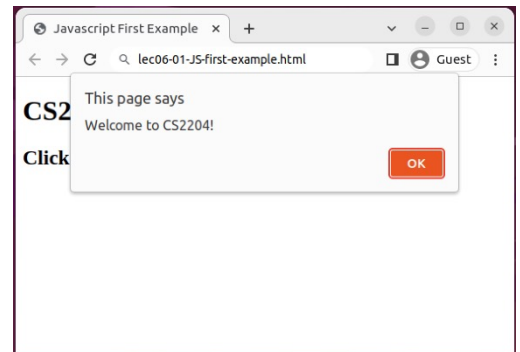 Javascript First Example
lec06-01-JS-first-example.html Guest
This page says
CS2
Welcome to CS2204!
Click
OK